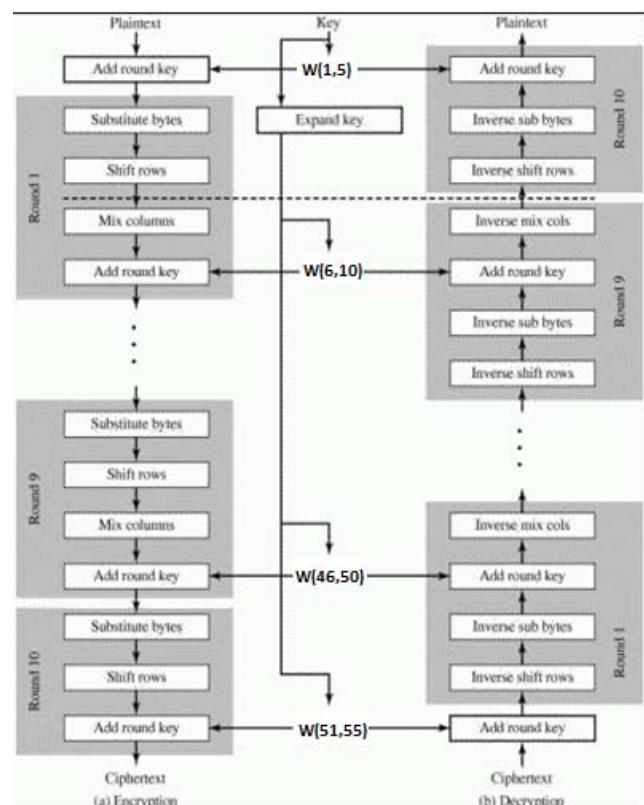 Plaintext
Key
Plaintext
Add round key
W(1,5)
Add round key
Substitute bytes
Expand key
Inverse sub bytes
Round 10
Round 1
Shift rows
Inverse shift rows
Mix columns
Inverse mix cols
Add round key
W(6,10)
Add round key
Round 9
Inverse sub bytes
Inverse shift rows
Substitute bytes
Round 9
Shift rows
Mix columns
Inverse mix cols
Add round key
W(46,50)
Add round key
Substitute bytes
Inverse sub bytes
Round 1
Round 10
Shift rows
Inverse shift rows
Add round key
W(51,55)
Add round key
Ciphertext
Ciphertext
(a) Encryption
(b) Decryption